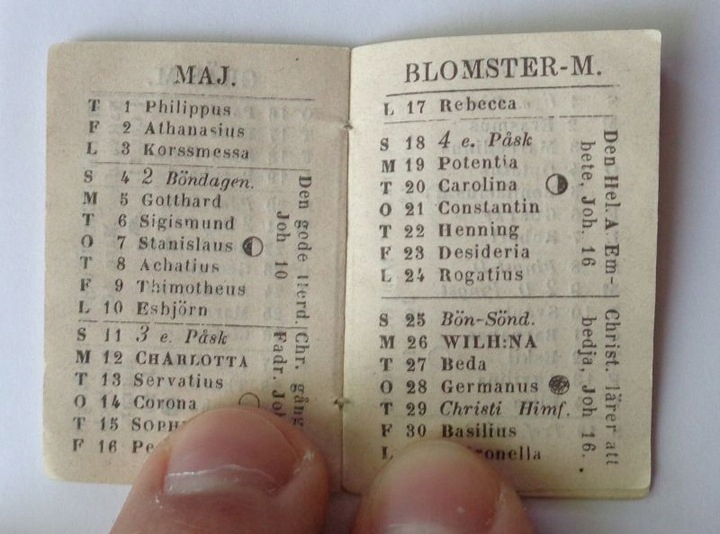 MAJ.
T 1 Philippus
F 2 Athanasius
L 3 Korssmessa
S 4 2 Böndagen.
M 5 Gotthard
T 6 Sigismund
O 7 Stanislaus
T 8 Achatius
F 9 Thimotheus
L 10 Esbjörn
Den gode Herd.
Joh 10
S 11 3 e. Påsk
M 12 CHARLOTTA
T 13 Servatius
O 14 Corona
T 15
F 16
Chr. gång
Fadr.
BLOMSTER-M.
L 17 Rebecca
S 18 4 e. Påsk
M 19 Potentia
T 20 Carolina
O 21 Constantin
T 22 Henning
F 23 Desideria
L 24 Rogatius
Den Hel. A. Em-
bete, Joh. 16
S 25 Bön-Sönd.
M 26 WILH:NA
T 27 Beda
O 28 Germanus
T 29 Christi Himf.
F 30 Basilius
L
Christ. lärer att
bedja, Joh 16.